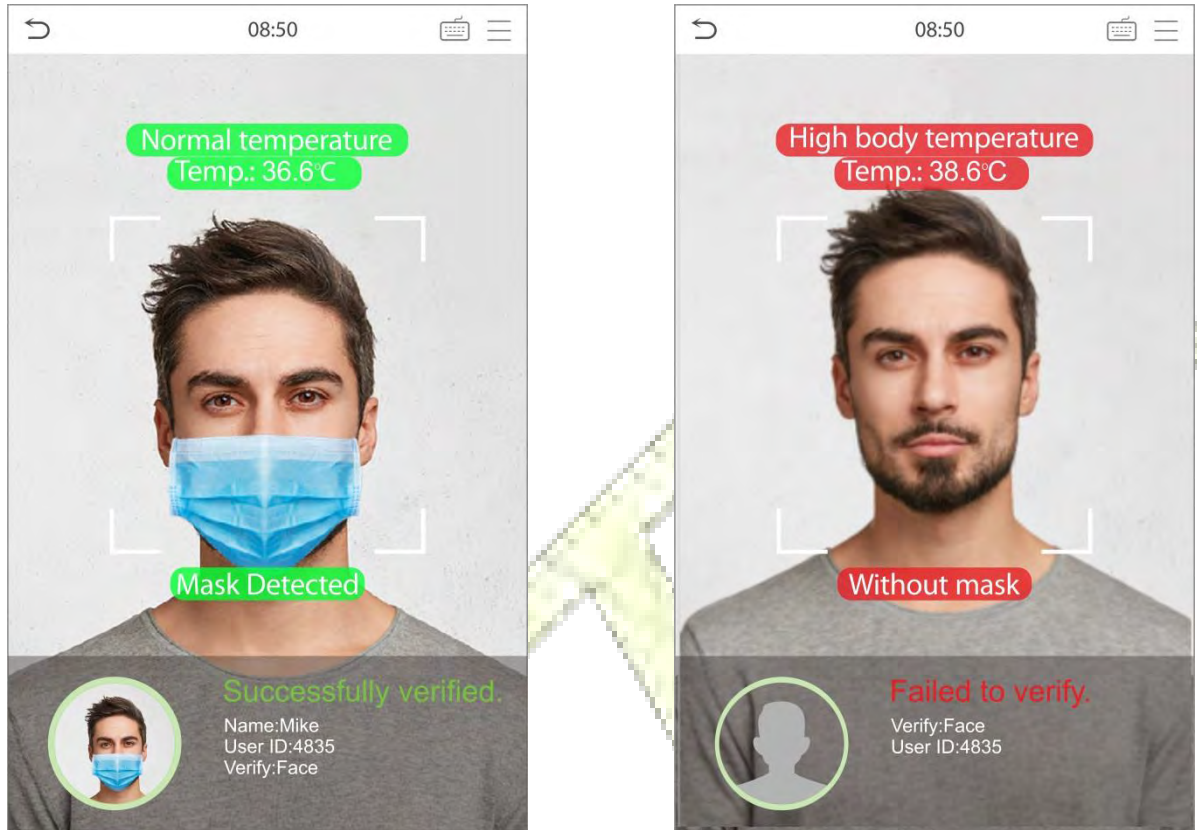 08:50
Normal temperature
Temp.: 36.6°C
Mask Detected
Successfully verified.
Name:Mike
User ID:4835
Verify:Face
08:50
High body temperature
Temp.: 38.6°C
Without mask
Failed to verify.
Verify:Face
User ID:4835